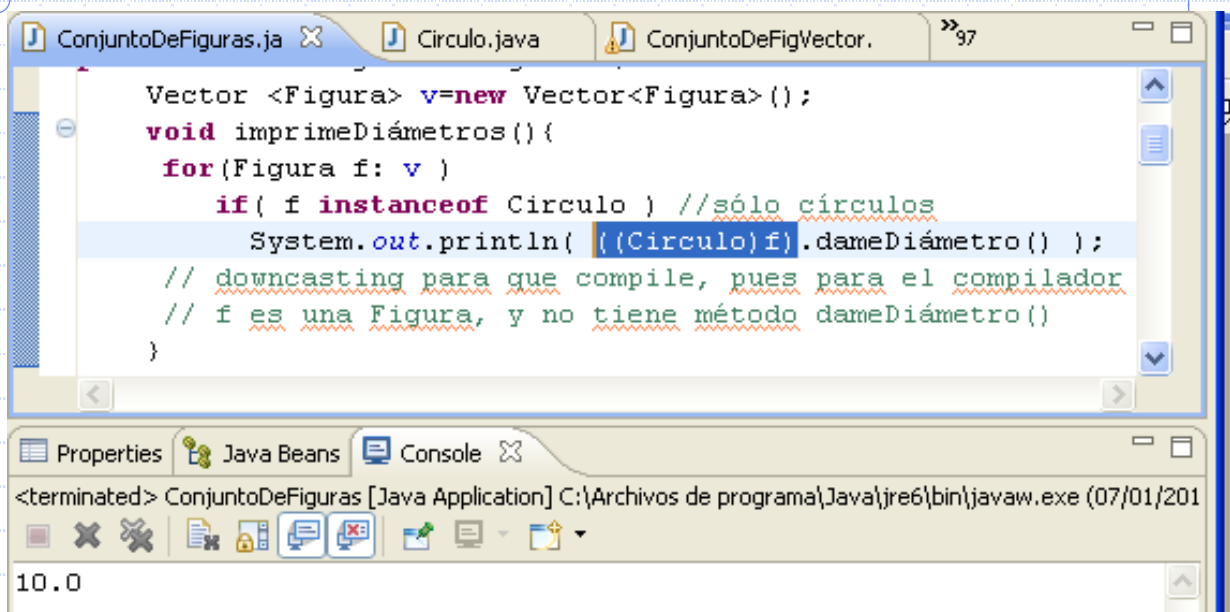 ConjuntoDeFiguras.ja Circulo.java ConjuntoDeFigVector. »97
Vector <Figura> v=new Vector<Figura>();
void imprimeDiámetros(){
for(Figura f: v )
if( f instanceof Circulo ) //sólo círculos
System.out.println( ((Circulo)f).dameDiámetro() );
// downcasting para que compile, pues para el compilador
// f es una Figura, y no tiene método dameDiámetro()
}
Properties Java Beans Console
<terminated> ConjuntoDeFiguras [Java Application] C:\Archivos de programa\Java\jre6\bin\javaw.exe (07/01/201
10.0